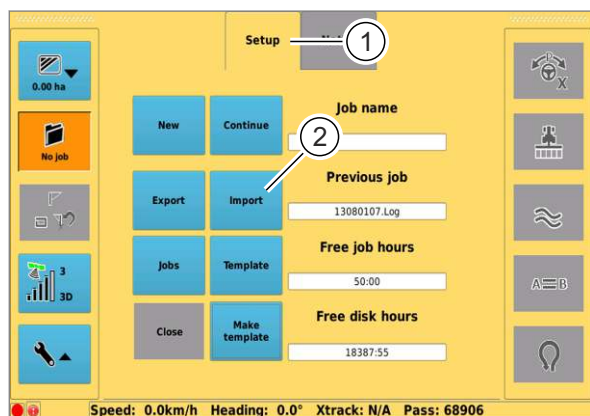 Setup
1
0.00 ha
New
Continue
Job name
2
No job
Previous job
Export
Import
13080107.Log
Free job hours
3
3D
Jobs
Template
50:00
A
B
Free disk hours
Close
Make
template
18387:55
Speed: 0.0km/h Heading: 0.0° Xtrack: N/A Pass: 68906